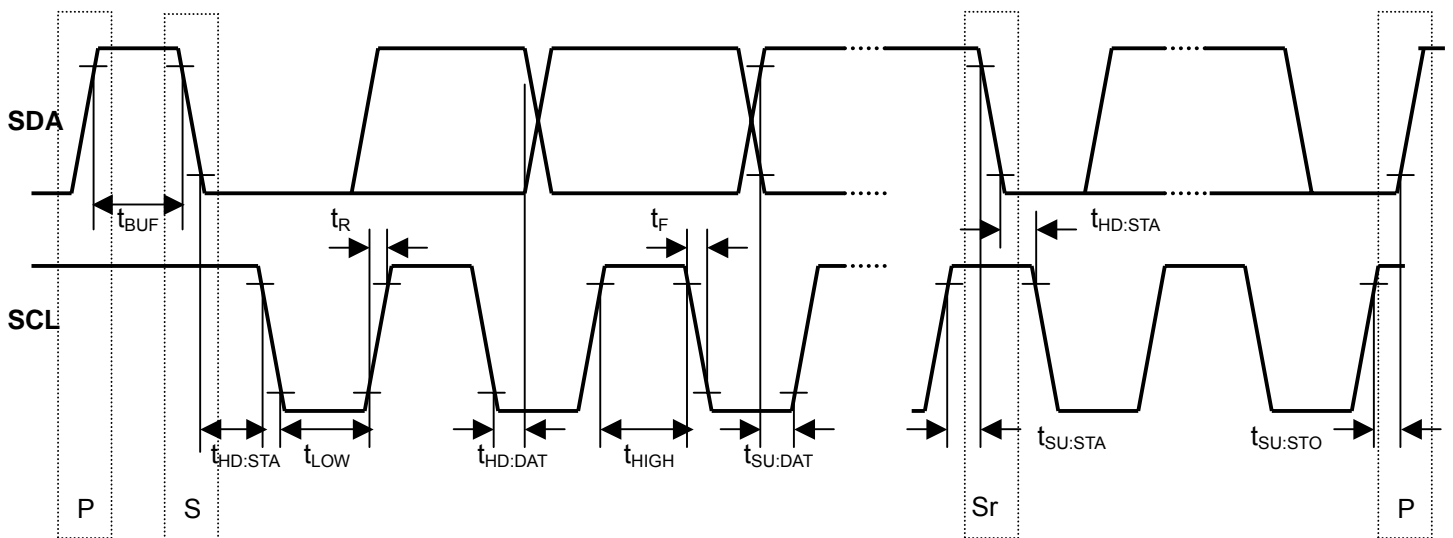 SDA
t_BUF
t_R
t_F
t_HD:STA
SCL
t_HD:STA
t_LOW
t_HD:DAT
t_HIGH
t_SU:DAT
t_SU:STA
t_SU:STO
P
S
Sr
P